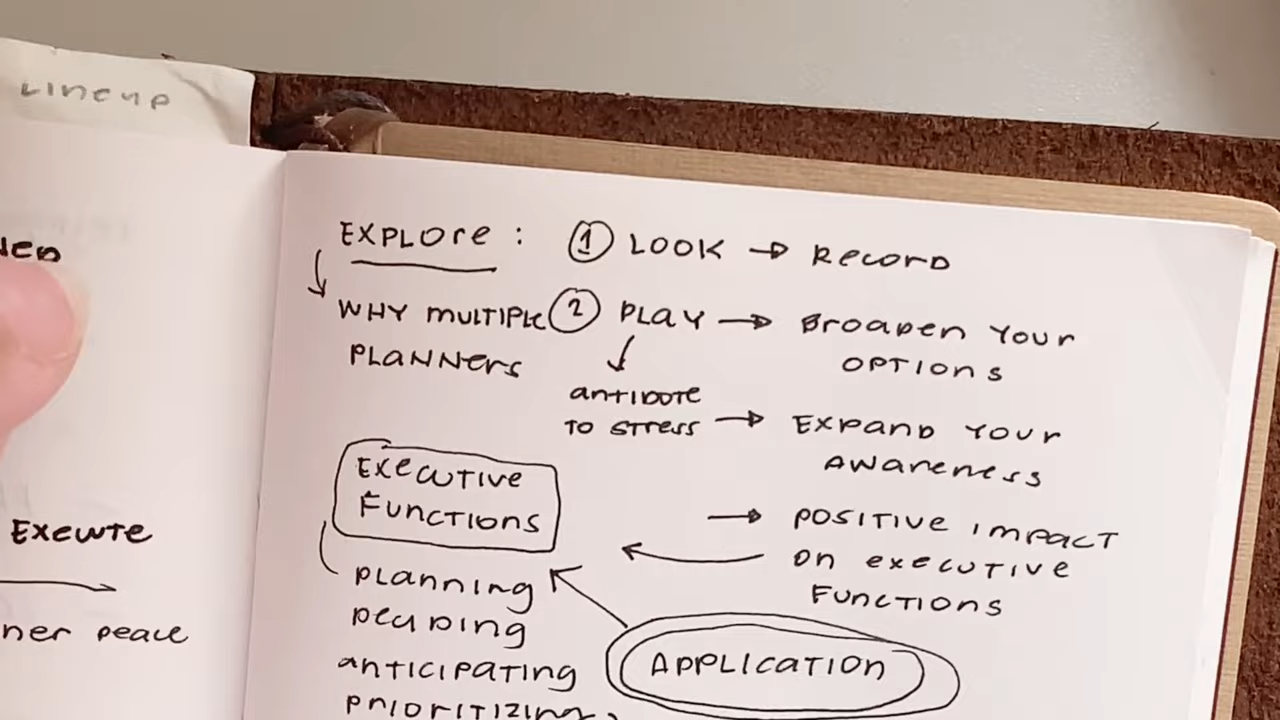 Lineup
EXPLORE : ① LOOK → RECORD
WHY MULTIPLE ② PLAY → BROADEN YOUR
PLANNERS OPTIONS
ANTIDOTE
TO STRESS → EXPAND YOUR
AWARENESS
EXECUTIVE
FUNCTIONS
→ POSITIVE IMPACT
ON EXECUTIVE
FUNCTIONS
EXECUTE
planning
DECIDING
anticipating
PRIORITIZING
APPLICATION
ner peace